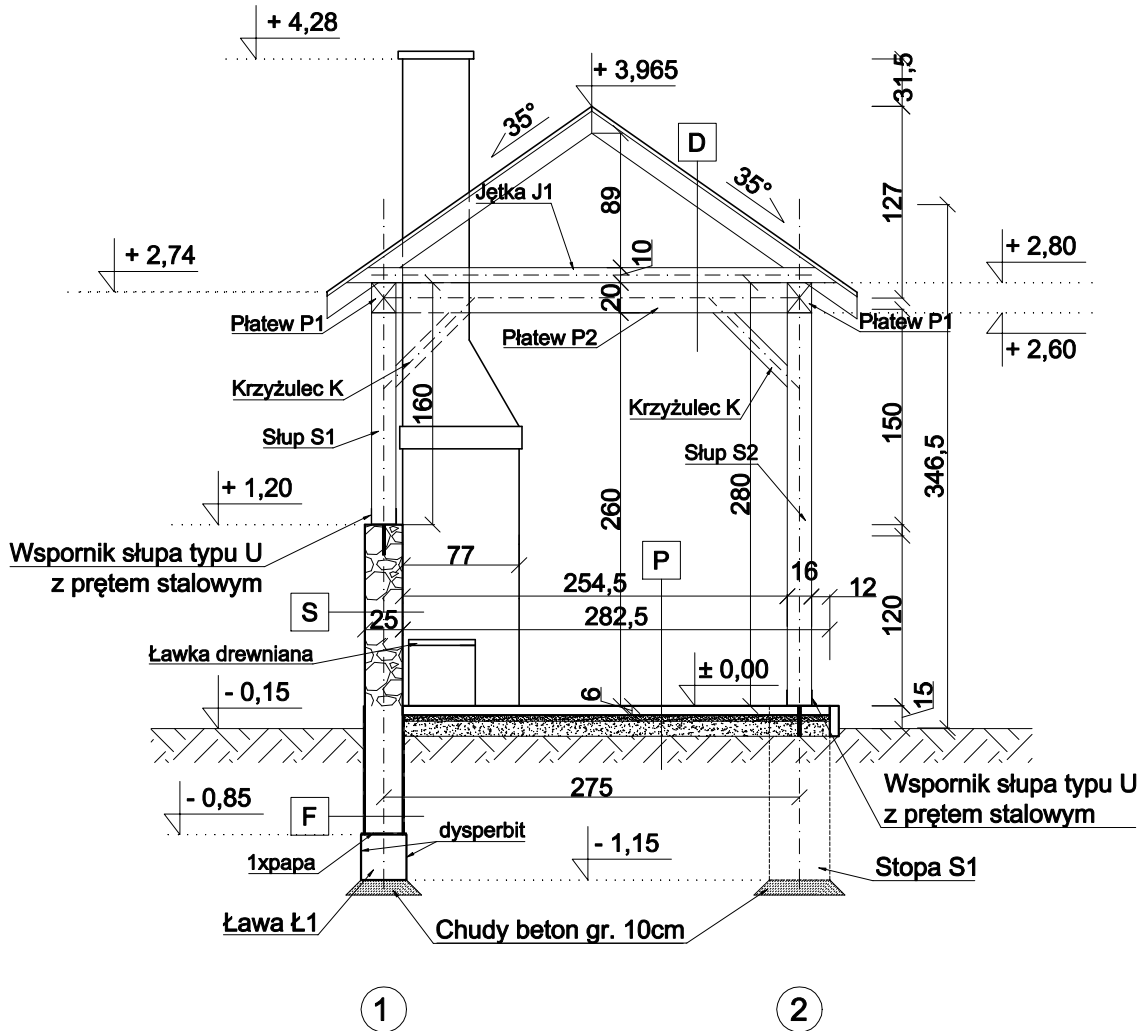 + 4,28
31,5
+ 3,965
35°
D
35°
Jętka J1
89
127
+ 2,74
10
+ 2,80
20
Płatew P1
Płatew P2
Płatew P1
+ 2,60
Krzyżulec K
160
Krzyżulec K
150
346,5
Słup S1
Słup S2
+ 1,20
260
280
Wspornik słupa typu U
z prętem stalowym
77
P
254,5
16
12
S
25
282,5
120
Ławka drewniana
± 0,00
- 0,15
6
15
275
Wspornik słupa typu U
z prętem stalowym
- 0,85
F
dysperbit
1xpapa
- 1,15
Stopa S1
Ława Ł1
Chudy beton gr. 10cm
1
2